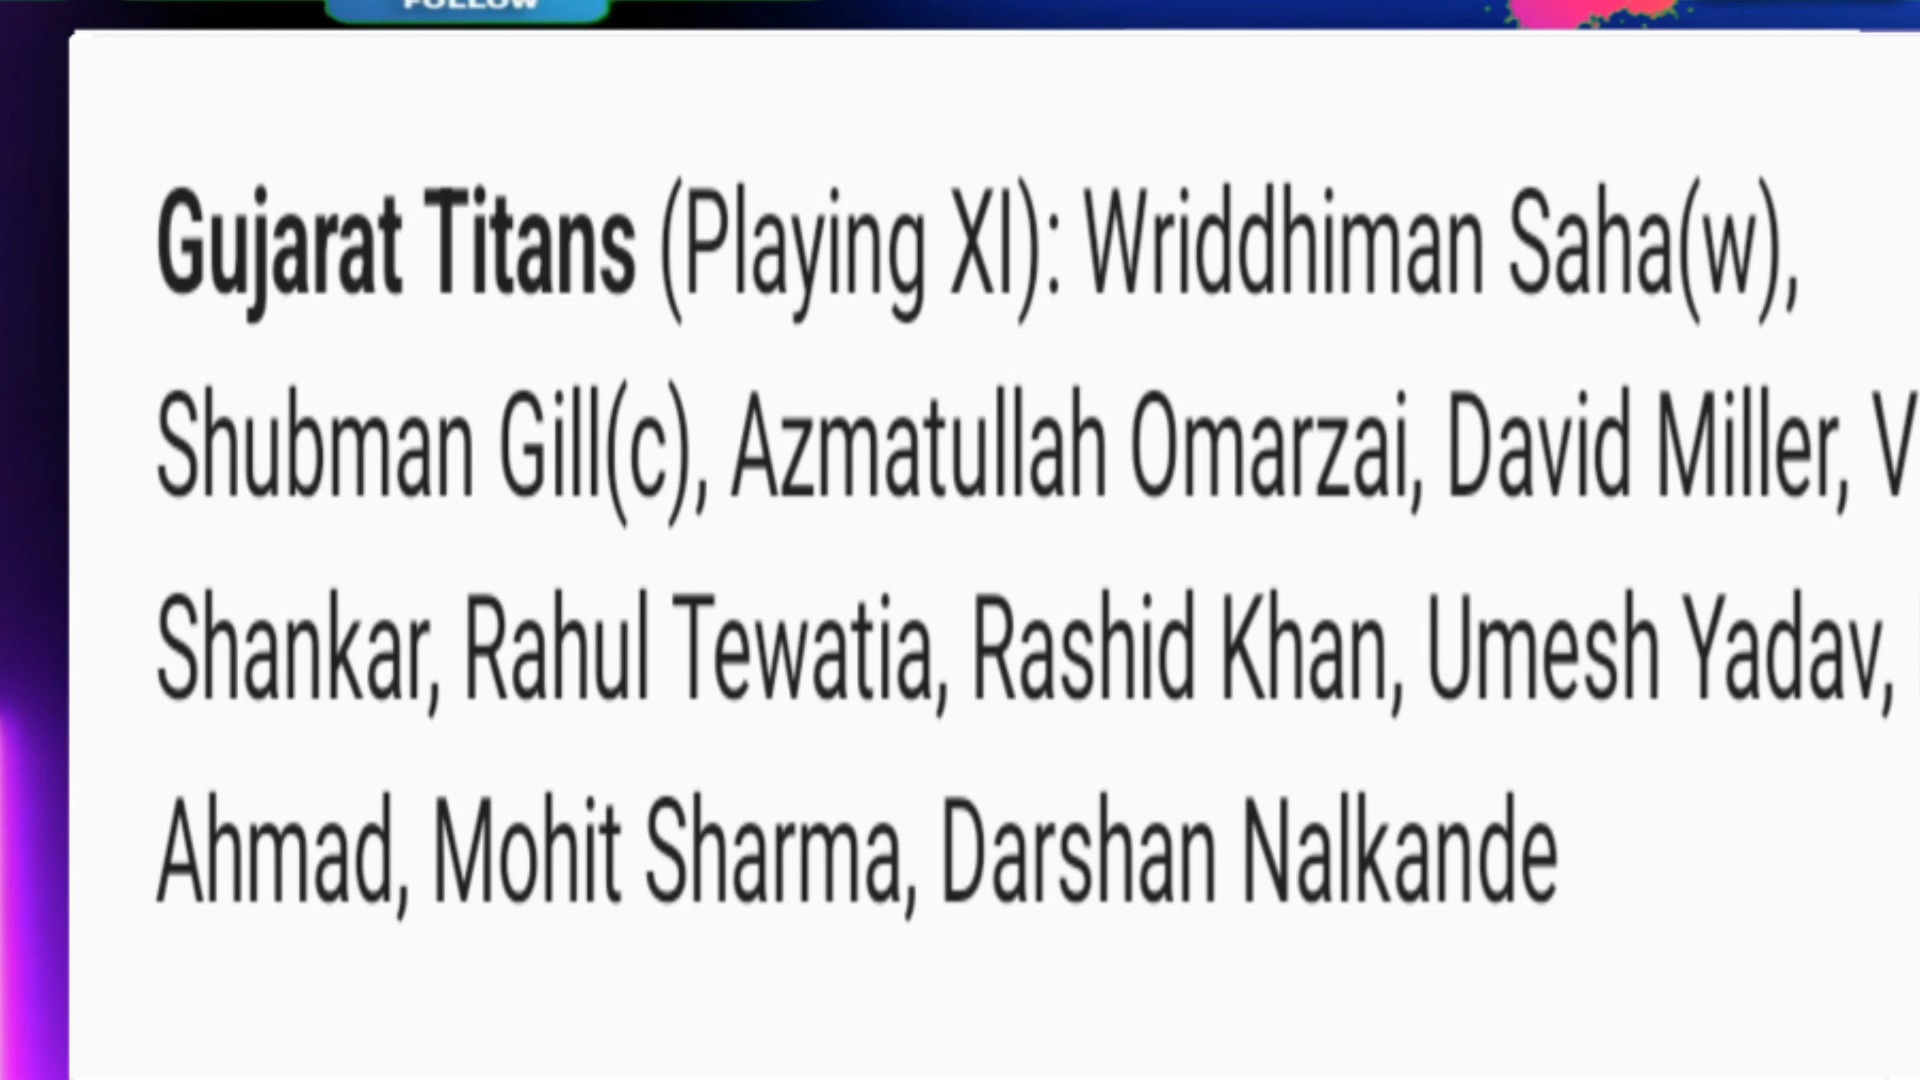 FOLLOW
Gujarat Titans (Playing XI): Wriddhiman Saha(w),
Shubman Gill(c), Azmatullah Omarzai, David Miller, V
Shankar, Rahul Tewatia, Rashid Khan, Umesh Yadav,
Ahmad, Mohit Sharma, Darshan Nalkande